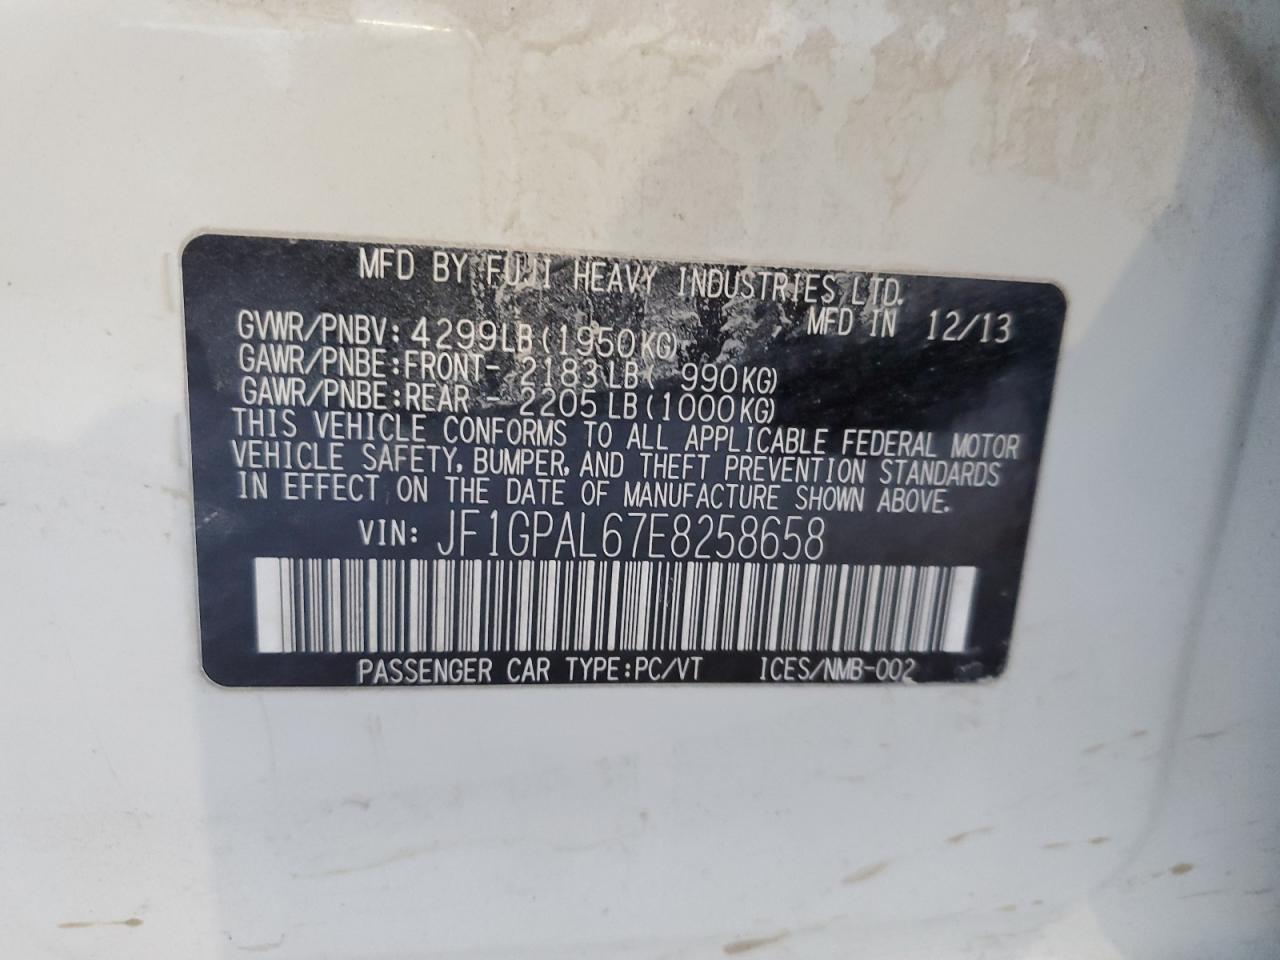 MFD BY FUJI HEAVY INDUSTRIES LTD.
MFD IN 12/13
GVWR/PNBV: 4299LB(1950KG)
GAWR/PNBE:FRONT- 2183LB( 990KG)
GAWR/PNBE:REAR - 2205LB(1000KG)
THIS VEHICLE CONFORMS TO ALL APPLICABLE FEDERAL MOTOR
VEHICLE SAFETY, BUMPER, AND THEFT PREVENTION STANDARDS
IN EFFECT ON THE DATE OF MANUFACTURE SHOWN ABOVE.
VIN: JF1GPAL67E8258658
PASSENGER CAR TYPE:PC/VT ICES/NMB-002